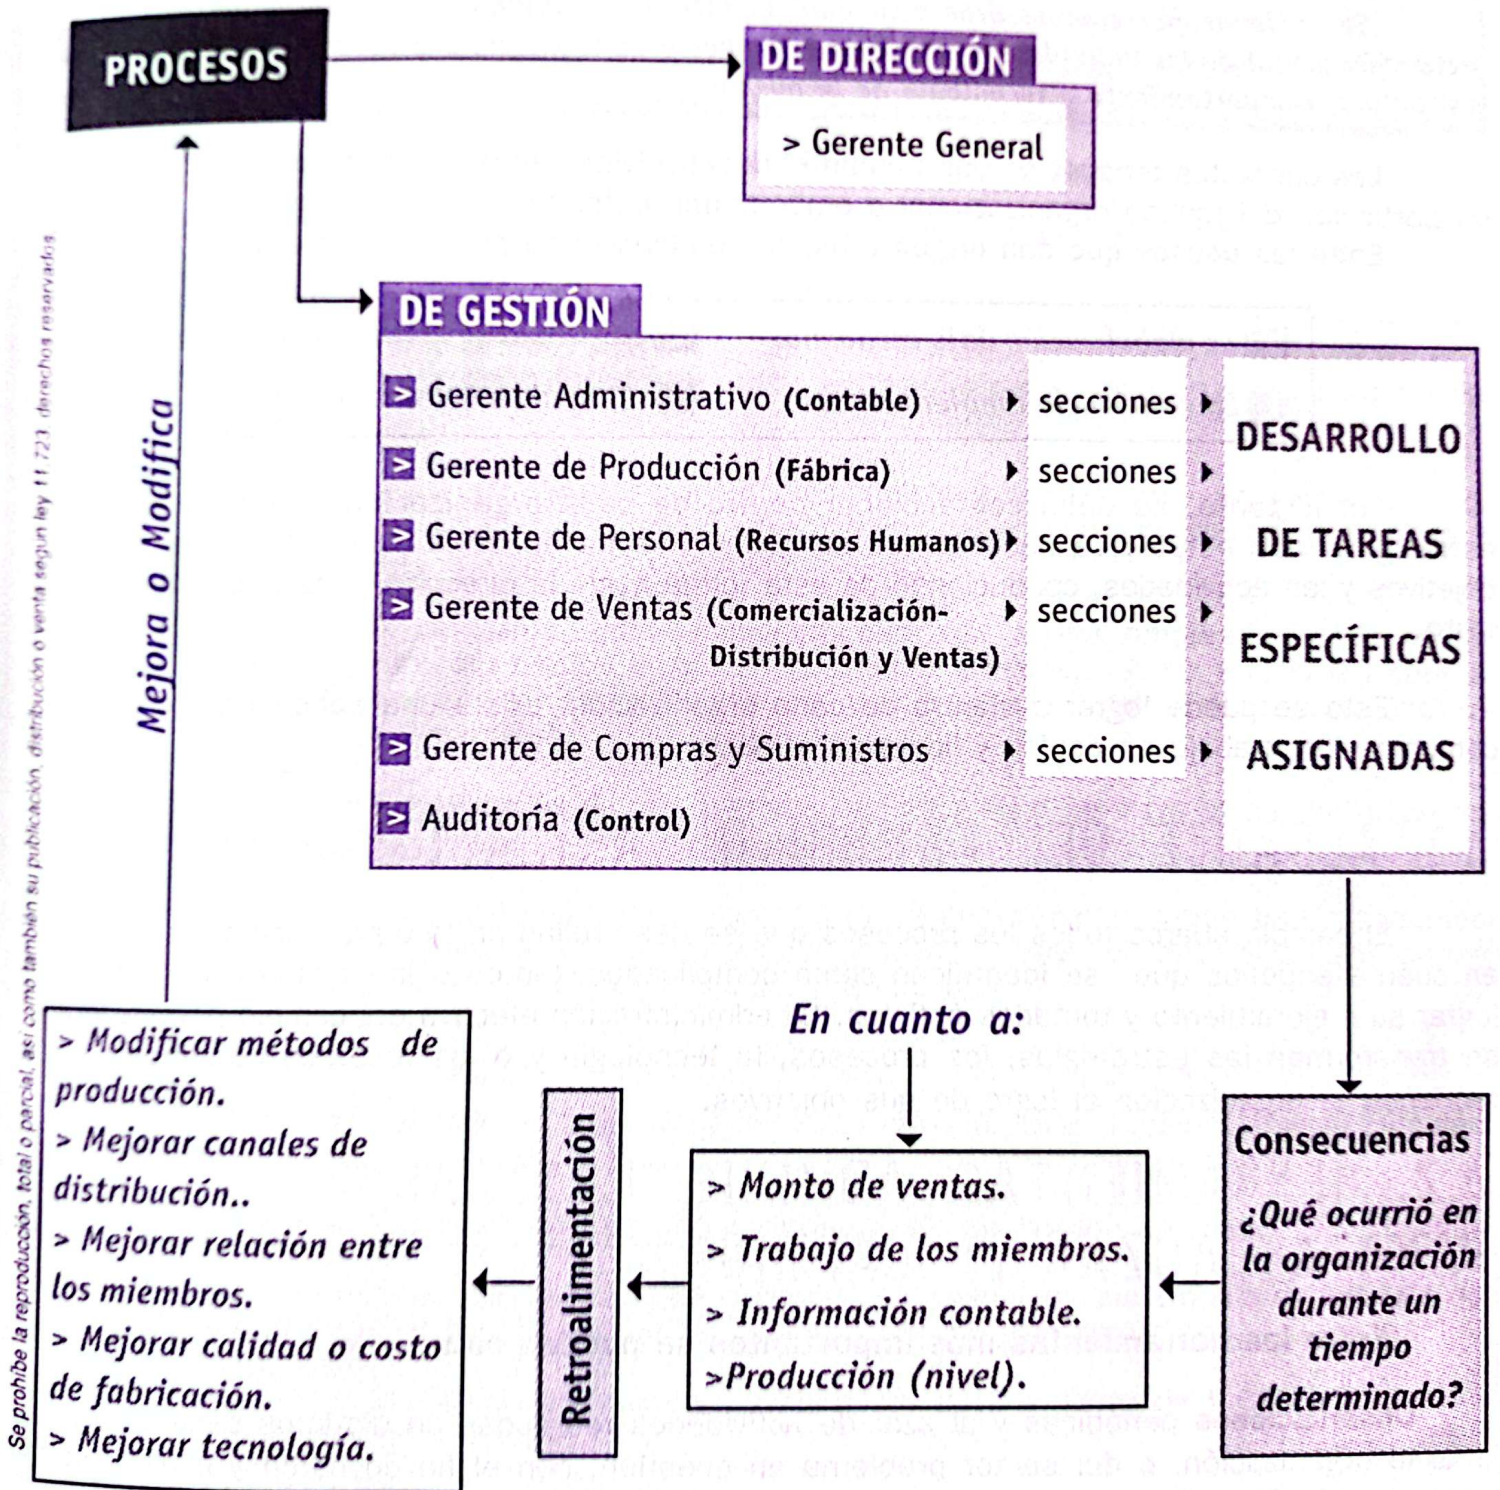 PROCESOS
DE DIRECCIÓN
> Gerente General
DE GESTIÓN
> Gerente Administrativo (Contable) secciones
> Gerente de Producción (Fábrica) secciones
> Gerente de Personal (Recursos Humanos) secciones
> Gerente de Ventas (Comercialización- secciones
Distribución y Ventas)
> Gerente de Compras y Suministros secciones
> Auditoría (Control)
DESARROLLO
DE TAREAS
ESPECÍFICAS
ASIGNADAS
Consecuencias
¿Qué ocurrió en
la organización
durante un
tiempo
determinado?
En cuanto a:
> Monto de ventas.
> Trabajo de los miembros.
> Información contable.
>Producción (nivel).
Retroalimentación
> Modificar métodos de
producción.
> Mejorar canales de
distribución..
> Mejorar relación entre
los miembros.
> Mejorar calidad o costo
de fabricación.
> Mejorar tecnología.
Mejora o Modifica
Se prohíbe la reproducción, total o parcial, así como también su publicación, distribución o venta segun ley 11.723. derechos reservados